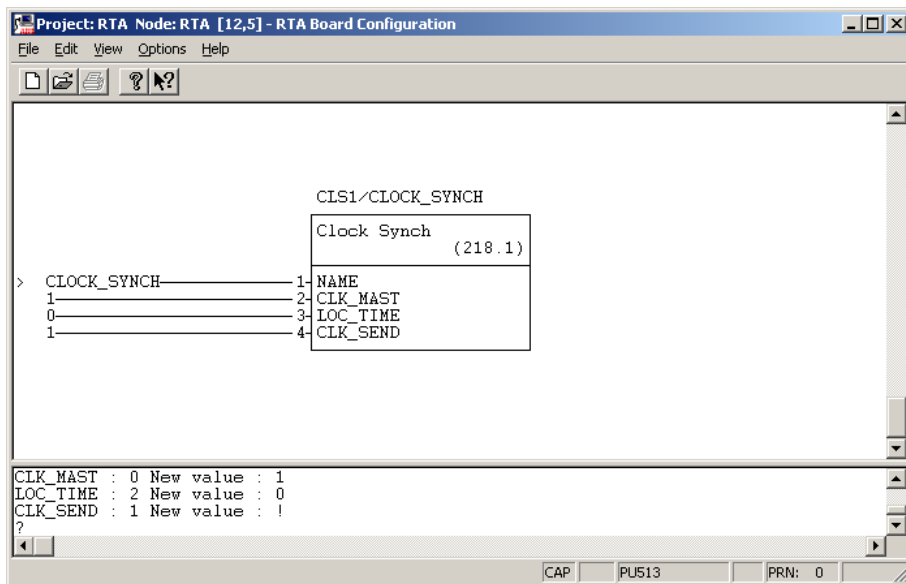 Project: RTA Node: RTA [12,5] - RTA Board Configuration
File Edit View Options Help
CLS1/CLOCK_SYNCH
Clock Synch
(218.1)
> CLOCK_SYNCH 1 NAME
1 2 CLK_MAST
0 3 LOC_TIME
1 4 CLK_SEND
CLK_MAST : 0 New value : 1
LOC_TIME : 2 New value : 0
CLK_SEND : 1 New value : !
?
CAP PU513 PRN: 0